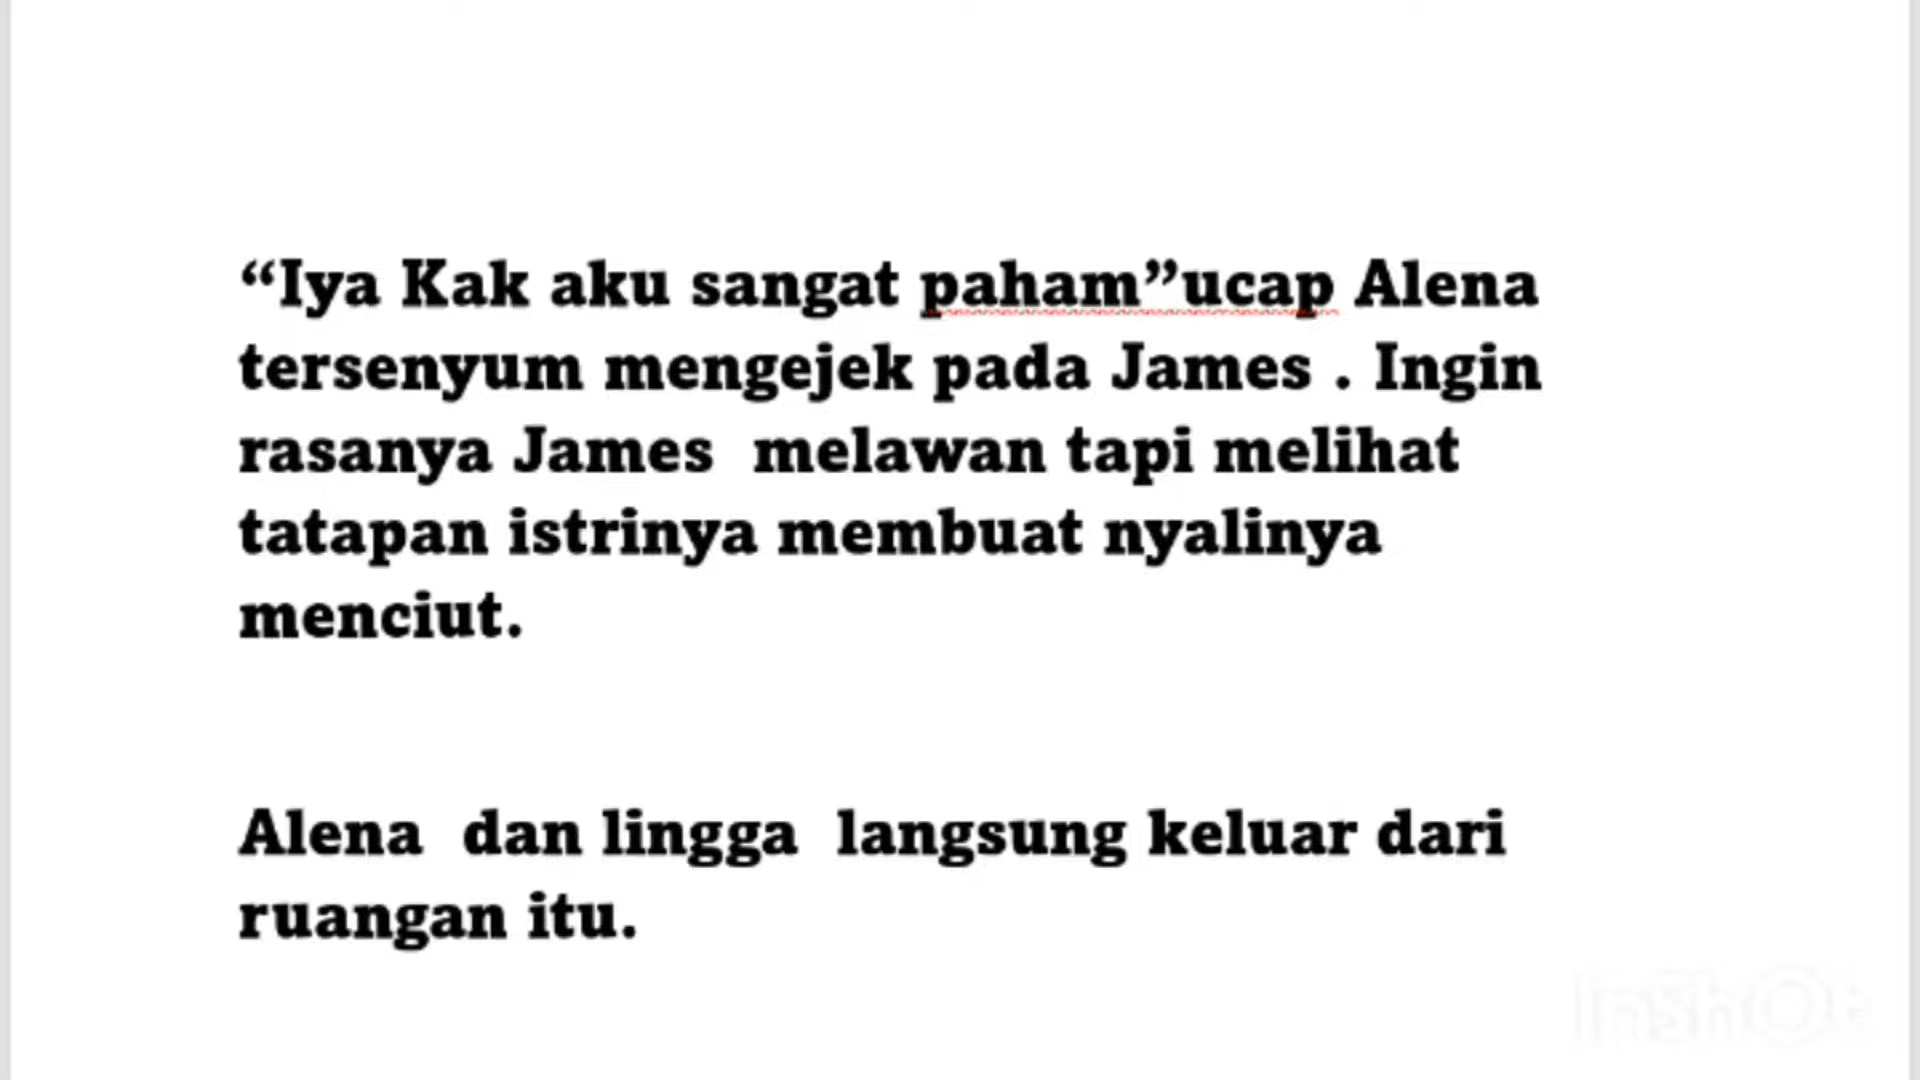 “Iya Kak aku sangat paham”ucap Alena
tersenyum mengejek pada James . Ingin
rasanya James  melawan tapi melihat
tatapan istrinya membuat nyalinya
menciut.
Alena  dan lingga  langsung keluar dari
ruangan itu.
InShOt